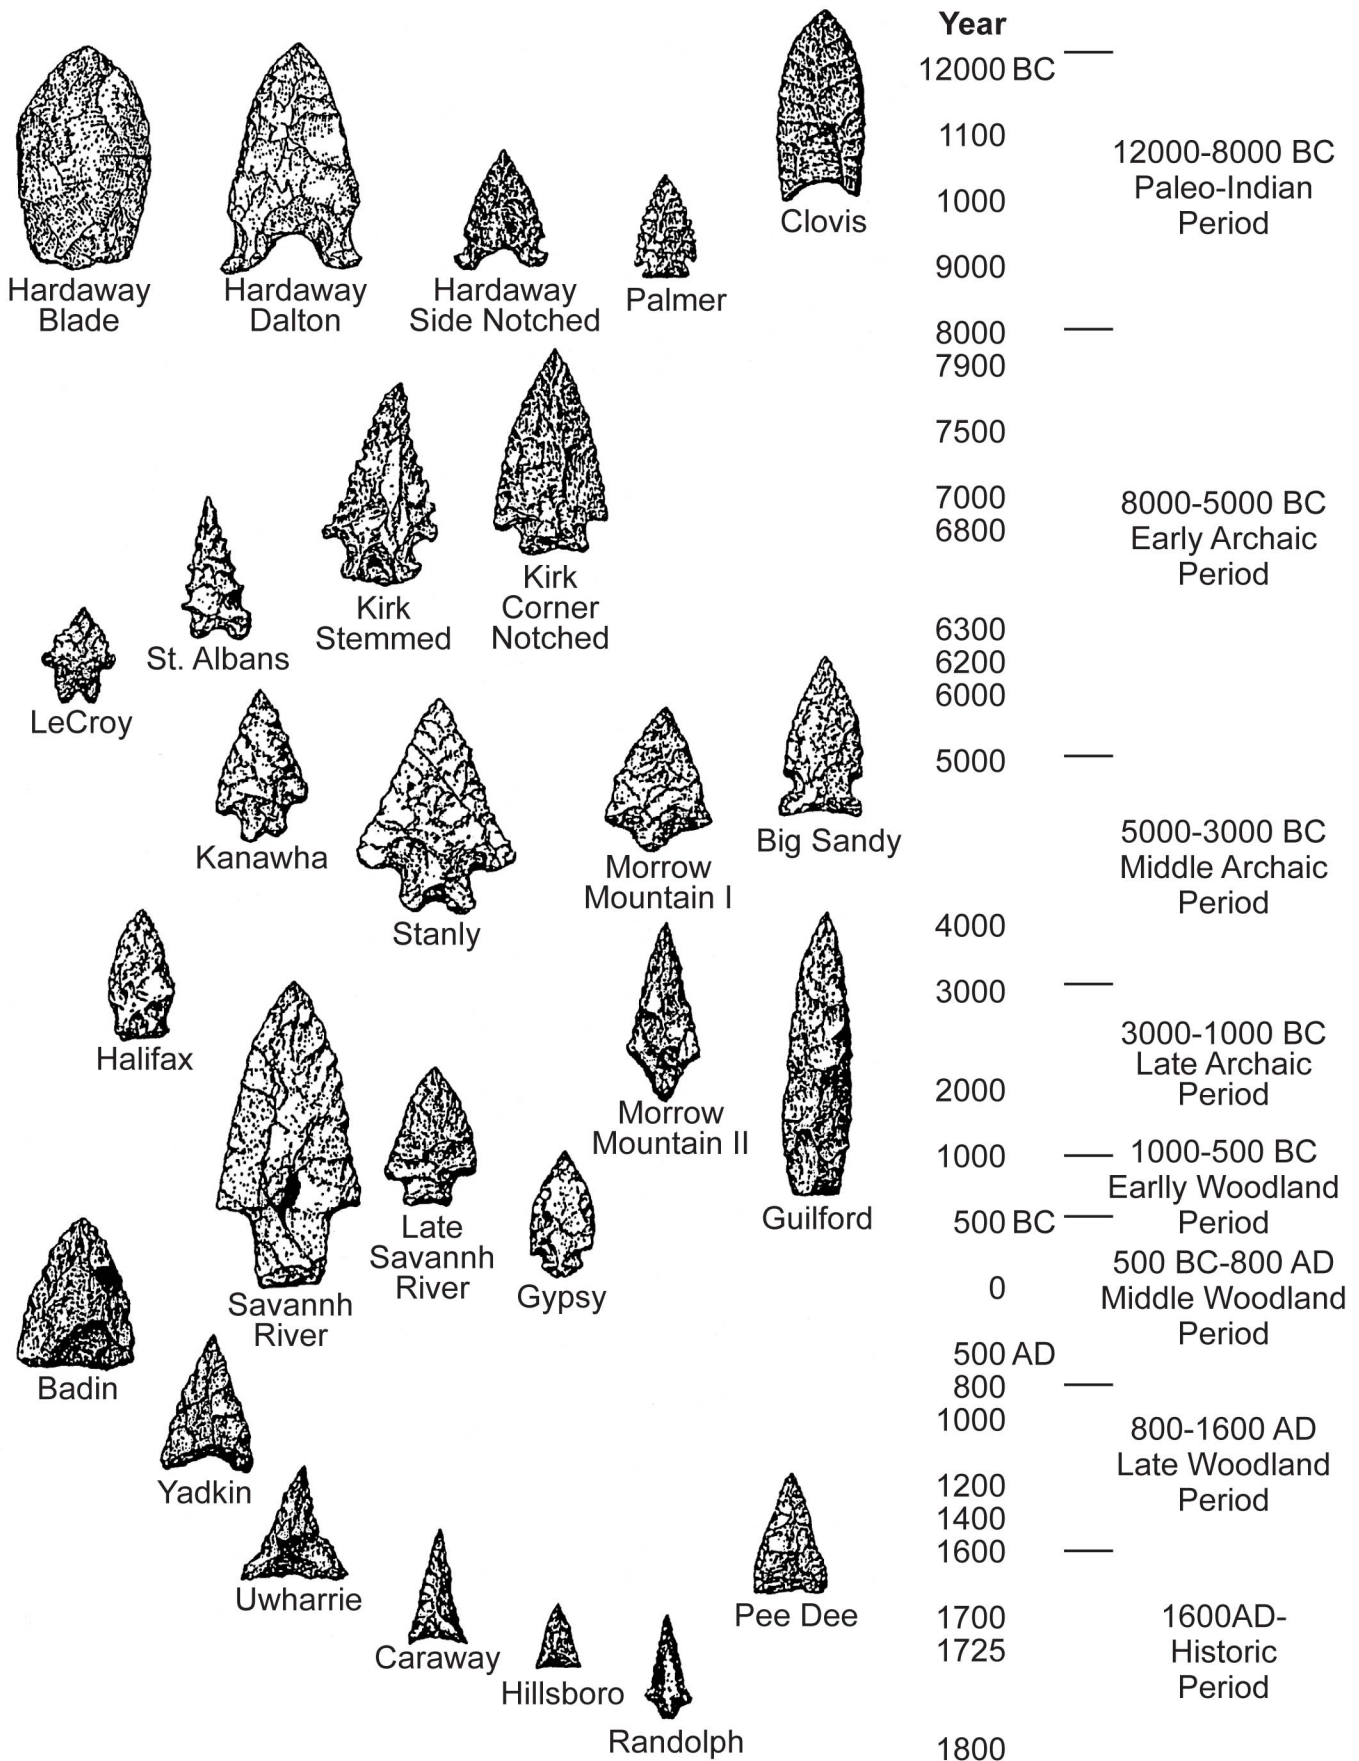 Year
12000 BC
1100
1000
9000
8000
7900
7500
7000
6800
6300
6200
6000
5000
4000
3000
2000
1000
500 BC
0
500 AD
800
1000
1200
1400
1600
1700
1725
1800
12000-8000 BC
Paleo-Indian
Period
8000-5000 BC
Early Archaic
Period
5000-3000 BC
Middle Archaic
Period
3000-1000 BC
Late Archaic
Period
1000-500 BC
Earlly Woodland
Period
500 BC-800 AD
Middle Woodland
Period
800-1600 AD
Late Woodland
Period
1600AD-
Historic
Period
Hardaway
Blade
Hardaway
Dalton
Hardaway
Side Notched
Palmer
Clovis
LeCroy
St. Albans
Kirk
Stemmed
Kirk
Corner
Notched
Kanawha
Stanly
Morrow
Mountain I
Big Sandy
Halifax
Savannh
River
Late
Savannh
River
Gypsy
Morrow
Mountain II
Guilford
Badin
Yadkin
Uwharrie
Caraway
Hillsboro
Randolph
Pee Dee